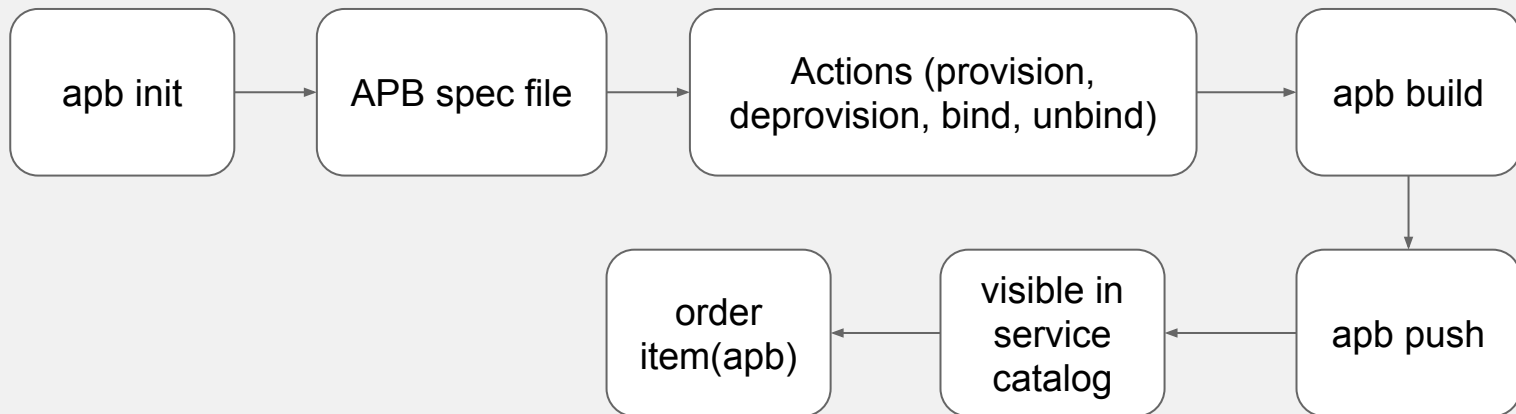 apb init
APB spec file
Actions (provision,
deprovision, bind, unbind)
apb build
apb push
visible in
service
catalog
order
item(apb)